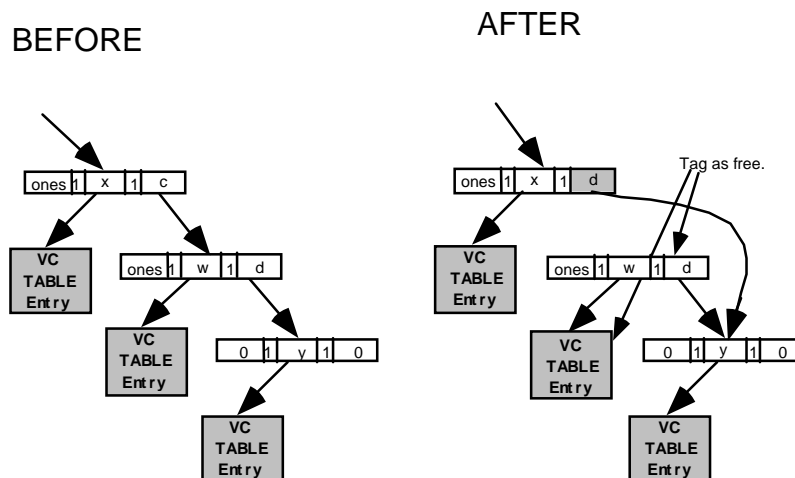 BEFORE
AFTER
ones 1 x 1 c
VC
TABLE
Entry
ones 1 w 1 d
VC
TABLE
Entry
0 1 y 1 0
VC
TABLE
Entry
Tag as free.
ones 1 x 1 d
VC
TABLE
Entry
ones 1 w 1 d
VC
TABLE
Entry
0 1 y 1 0
VC
TABLE
Entry